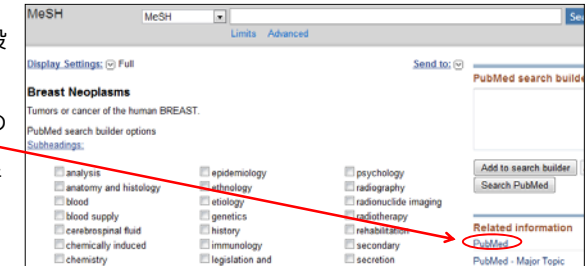 MeSH MeSH
Limits Advanced
Display Settings: Full Send to:
Breast Neoplasms
Tumors or cancer of the human BREAST.
PubMed search builder options
Subheadings:
analysis
anatomy and histology
blood
blood supply
cerebrospinal fluid
chemically induced
chemistry
epidemiology
ethnology
etiology
genetics
history
immunology
legislation and
psychology
radiography
radionuclide imaging
radiotherapy
rehabilitation
secondary
secretion
PubMed search builde
Add to search builder
Search PubMed
Related information
PubMed
PubMed - Major Topic